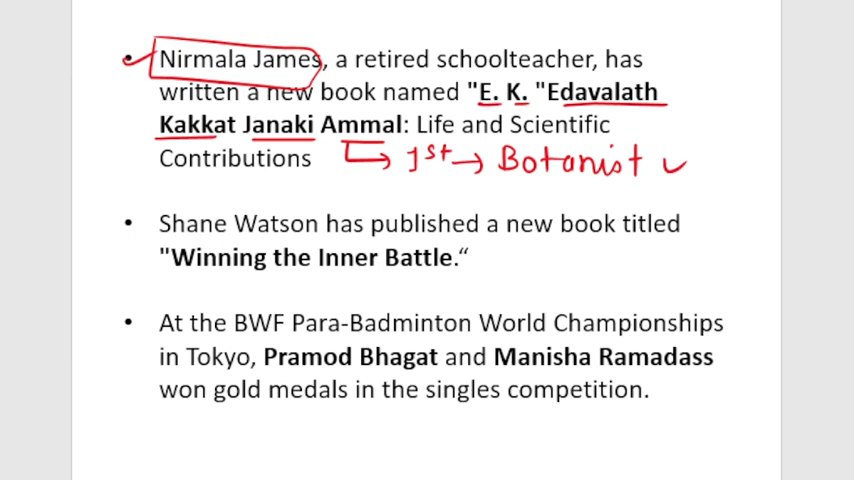 • Nirmala James, a retired schoolteacher, has
written a new book named "E. K. "Edavalath
Kakkat Janaki Ammal: Life and Scientific
Contributions → 1st → Botanist
• Shane Watson has published a new book titled
"Winning the Inner Battle.“
• At the BWF Para-Badminton World Championships
in Tokyo, Pramod Bhagat and Manisha Ramadass
won gold medals in the singles competition.